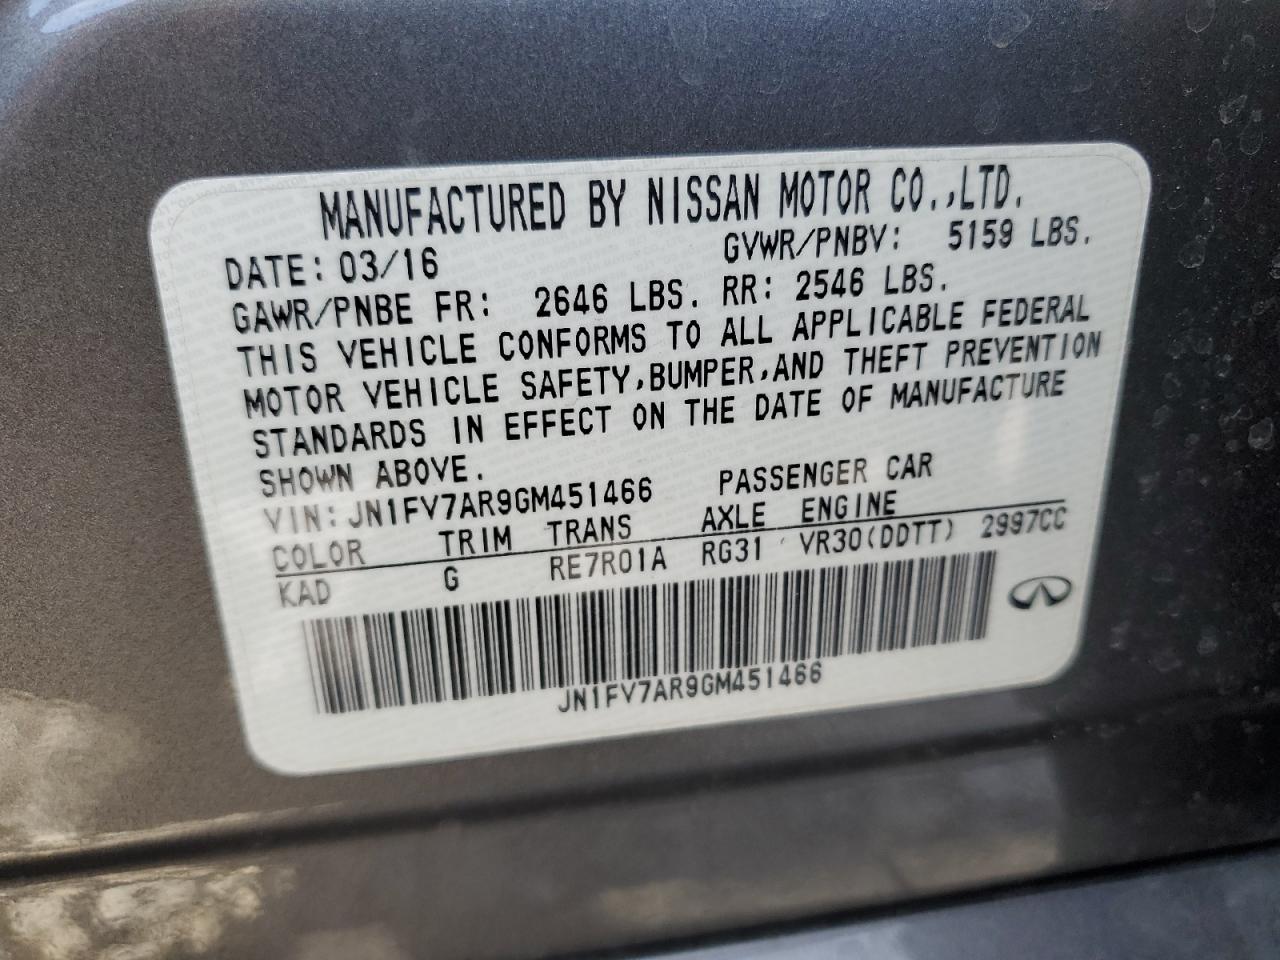 MANUFACTURED BY NISSAN MOTOR CO.,LTD.
DATE: 03/16 GVWR/PNBV: 5159 LBS.
GAWR/PNBE FR: 2646 LBS. RR: 2546 LBS.
THIS VEHICLE CONFORMS TO ALL APPLICABLE FEDERAL
MOTOR VEHICLE SAFETY,BUMPER,AND THEFT PREVENTION
STANDARDS IN EFFECT ON THE DATE OF MANUFACTURE
SHOWN ABOVE.
VIN: JN1FV7AR9GM451466 PASSENGER CAR
COLOR TRIM TRANS AXLE ENGINE
KAD G RE7R01A RG31 VR30(DDTT) 2997CC
JN1FV7AR9GM451466